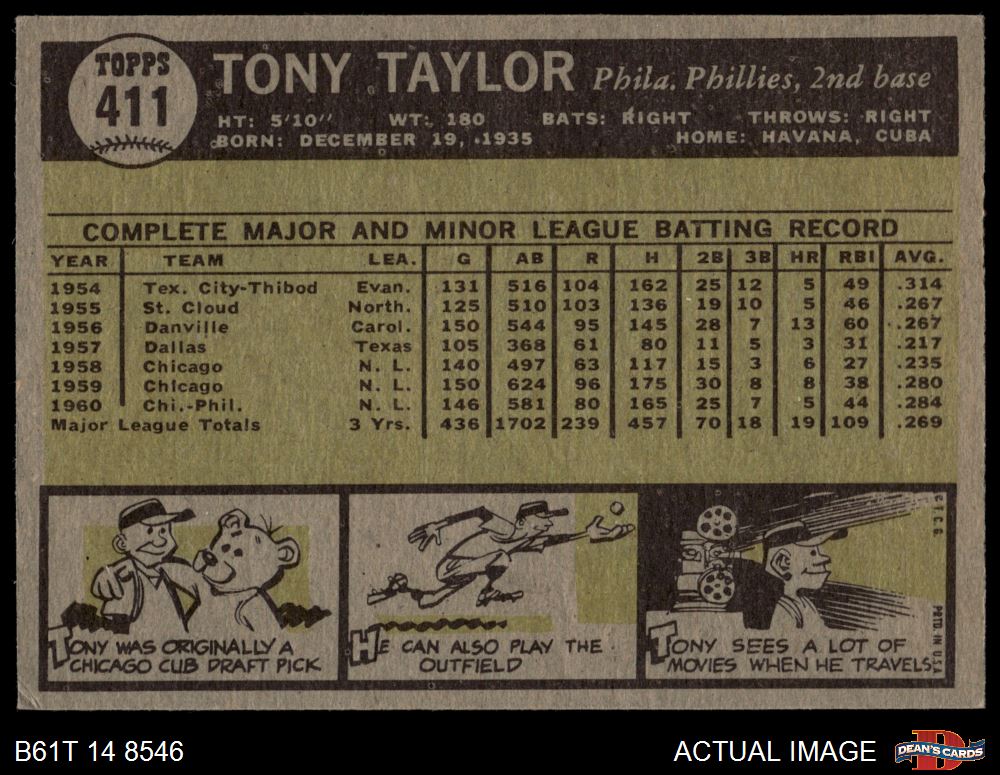 TOPPS
411
TONY TAYLOR Phila. Phillies, 2nd base
HT: 5'10" WT: 180 BATS: RIGHT THROWS: RIGHT
BORN: DECEMBER 19, 1935 HOME: HAVANA, CUBA
COMPLETE MAJOR AND MINOR LEAGUE BATTING RECORD
YEAR TEAM LEA. G AB R H 2B 3B HR RBI AVG.
1954 Tex. City-Thibod Evan. 131 516 104 162 25 12 5 49 .314
1955 St. Cloud North. 125 510 103 136 19 10 5 46 .267
1956 Danville Carol. 150 544 95 145 28 7 13 60 .267
1957 Dallas Texas 105 368 61 80 11 5 3 31 .217
1958 Chicago N. L. 140 497 63 117 15 3 6 27 .235
1959 Chicago N. L. 150 624 96 175 30 8 8 38 .280
1960 Chi.-Phil. N. L. 146 581 80 165 25 7 5 44 .284
Major League Totals 3 Yrs. 436 1702 239 457 70 18 19 109 .269
TONY WAS ORIGINALLY A
CHICAGO CUB DRAFT PICK
HE CAN ALSO PLAY THE
OUTFIELD
TONY SEES A LOT OF
MOVIES WHEN HE TRAVELS
PRTD. IN U.S.A.
B61T 14 8546
ACTUAL IMAGE
DEAN'S CARDS